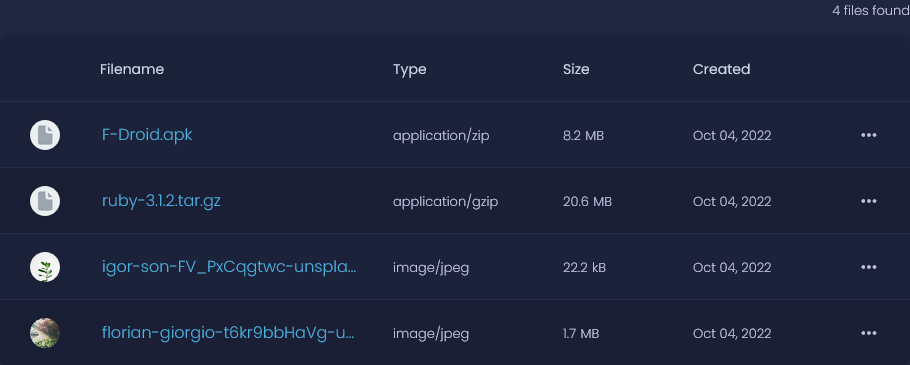 4 files found
Filename Type Size Created
F-Droid.apk application/zip 8.2 MB Oct 04, 2022 •••
ruby-3.1.2.tar.gz application/gzip 20.6 MB Oct 04, 2022 •••
igor-son-FV_PxCqgtwc-unspla... image/jpeg 22.2 kB Oct 04, 2022 •••
florian-giorgio-t6kr9bbHaVg-u... image/jpeg 1.7 MB Oct 04, 2022 •••